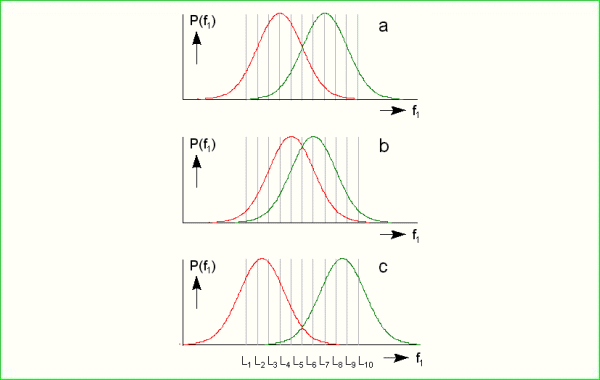 P(f₁)
a
f₁
P(f₁)
b
f₁
P(f₁)
c
L₁ L₂ L₃ L₄ L₅ L₆ L₇ L₈ L₉ L₁₀ f₁